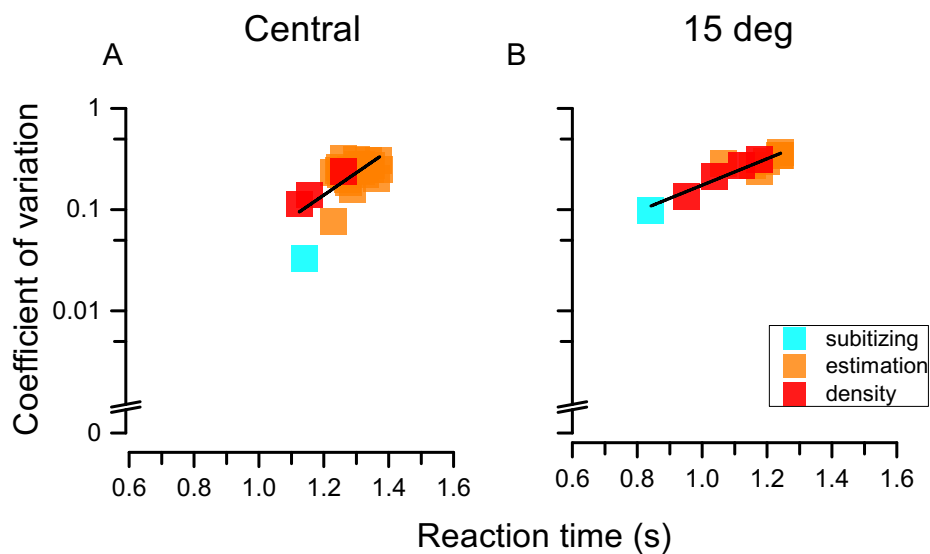 Central
15 deg
A
B
Coefficient of variation
1
0.1
0.01
0
subitizing
estimation
density
0.6 0.8 1.0 1.2 1.4 1.6
0.6 0.8 1.0 1.2 1.4 1.6
Reaction time (s)